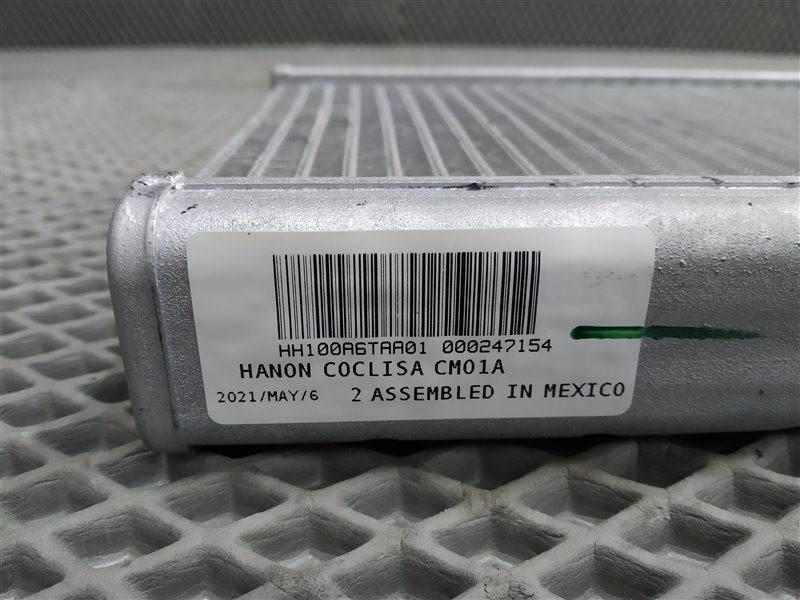 HH100A6TAA01 000247154
HANON COCLISA CM01A
2021/MAY/6 2 ASSEMBLED IN MEXICO